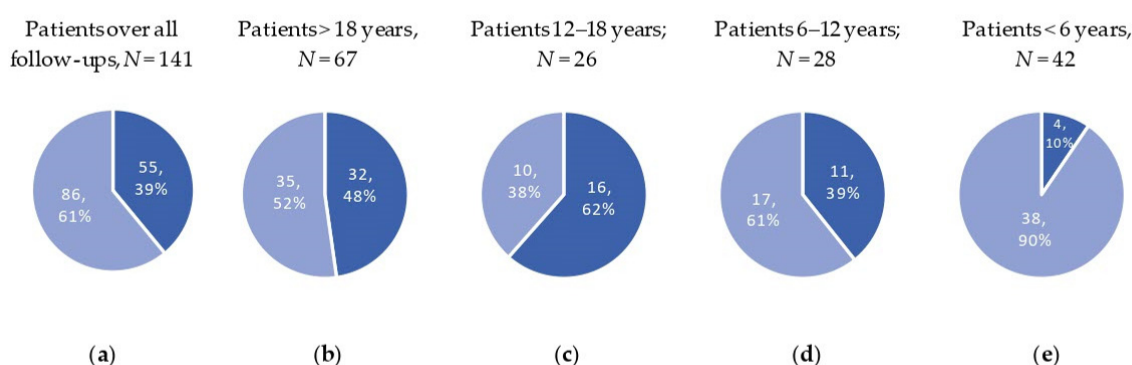 Patients over all
follow-ups, N = 141
Patients > 18 years,
N = 67
Patients 12–18 years;
N = 26
Patients 6–12 years;
N = 28
Patients < 6 years,
N = 42
86,
61%
55,
39%
35,
52%
32,
48%
10,
38%
16,
62%
17,
61%
11,
39%
4,
10%
38,
90%
(a)
(b)
(c)
(d)
(e)